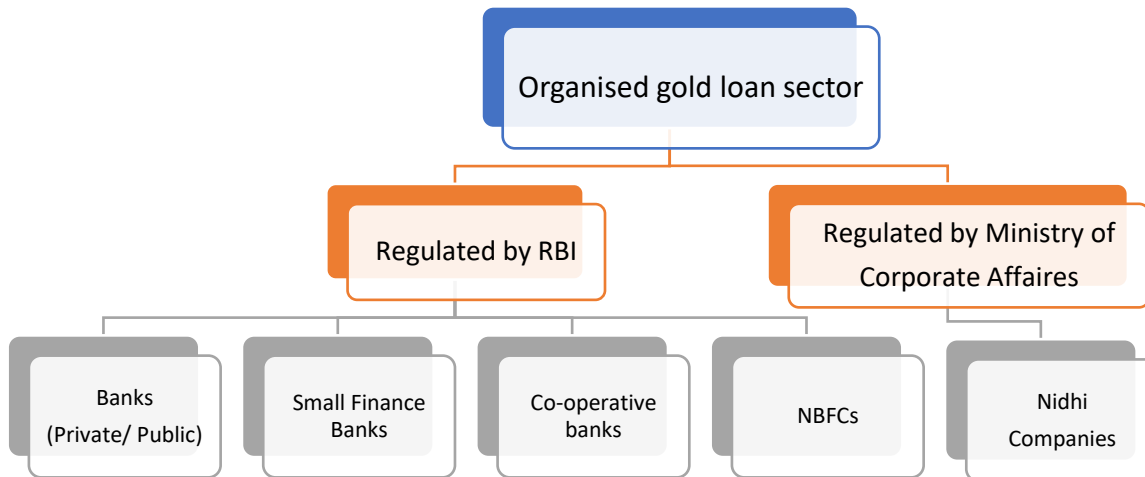 Organised gold loan sector
Regulated by RBI
Regulated by Ministry of
Corporate Affaires
Banks
(Private/ Public)
Small Finance
Banks
Co-operative
banks
NBFCs
Nidhi
Companies